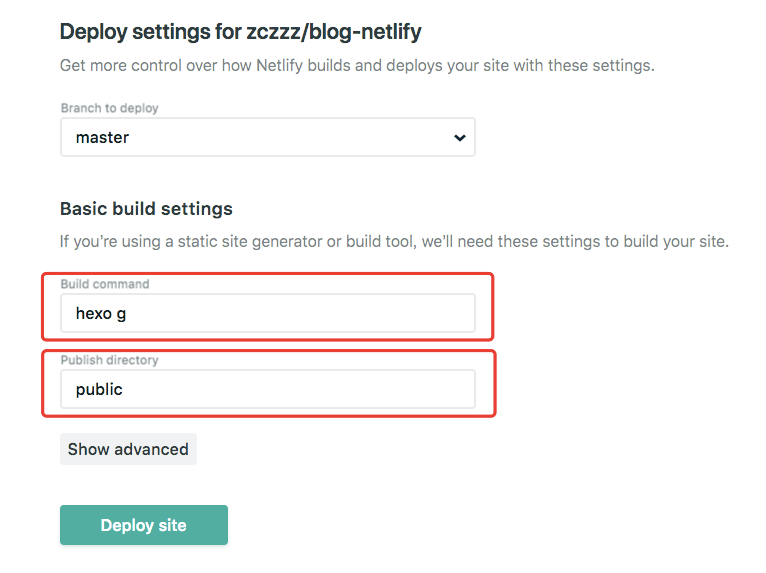 Deploy settings for zczzz/blog-netlify
Get more control over how Netlify builds and deploys your site with these settings.
Branch to deploy
master
Basic build settings
If you’re using a static site generator or build tool, we’ll need these settings to build your site.
Build command
hexo g
Publish directory
public
Show advanced
Deploy site